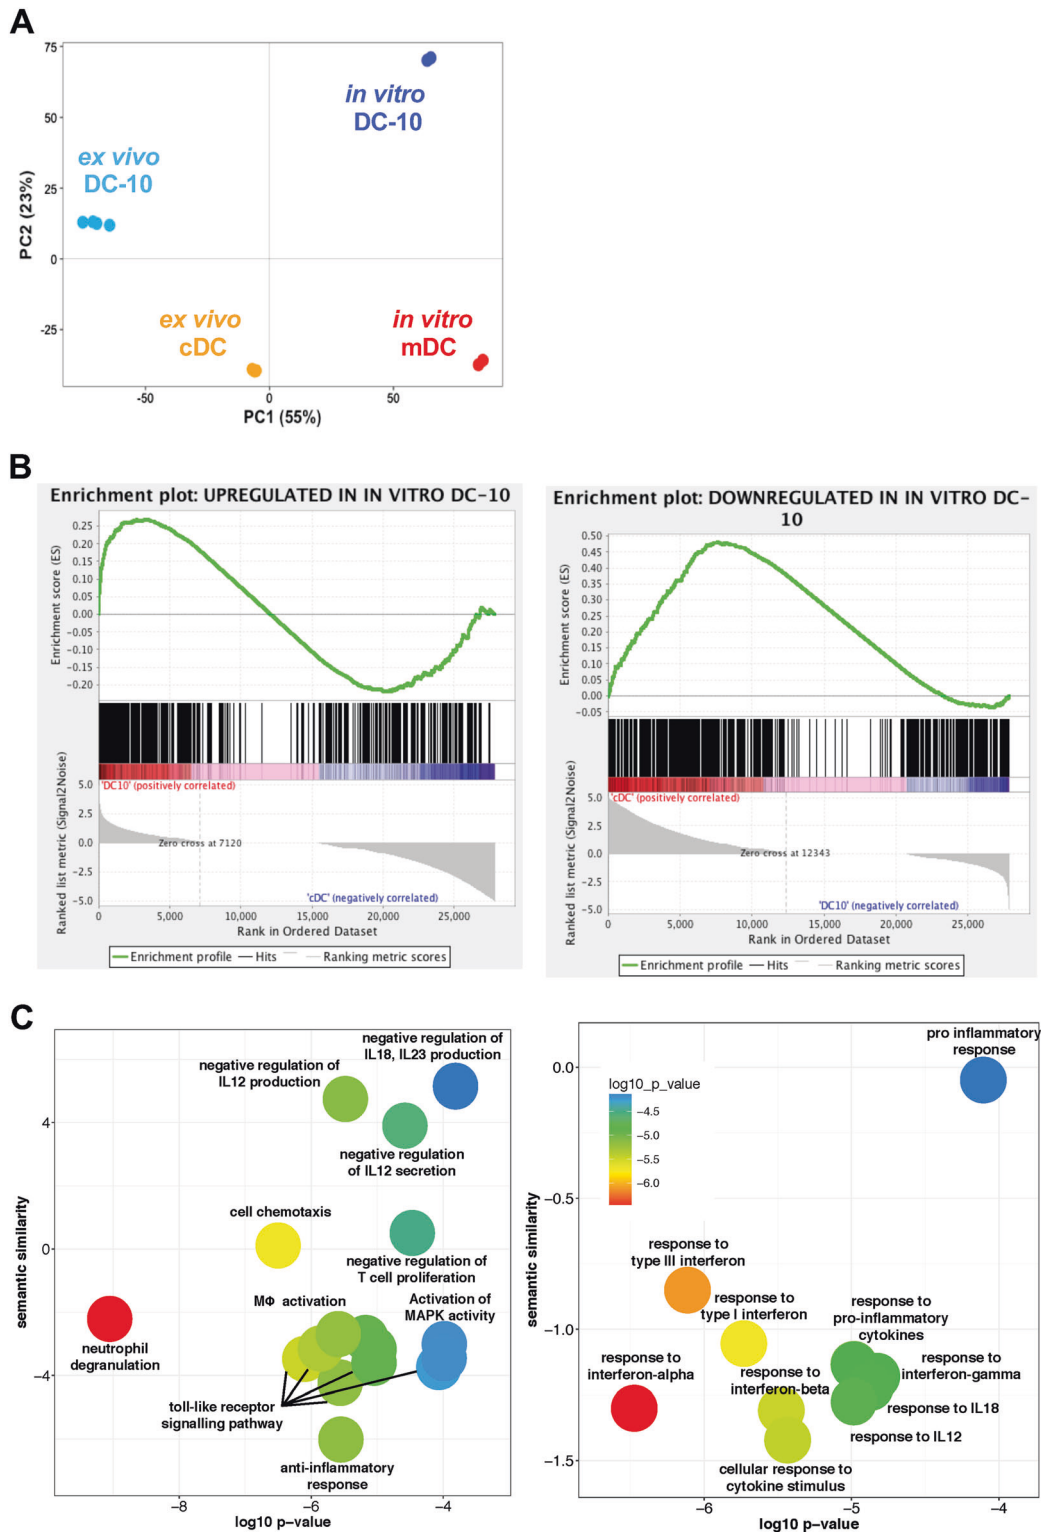 A
75
50
25
0
-25
PC2 (23%)
in vitro
DC-10
ex vivo
DC-10
ex vivo
cDC
in vitro
mDC
-50
0
50
PC1 (55%)
B
Enrichment plot: UPREGULATED IN IN VITRO DC-10
Enrichment score (ES)
0.25
0.20
0.15
0.10
0.05
0.00
-0.05
-0.10
-0.15
-0.20
'DC10' (positively correlated)
Ranked list metric (Signal2Noise)
5.0
2.5
0.0
-2.5
-5.0
Zero cross at 7120
'cDC' (negatively correlated)
0
5,000
10,000
15,000
20,000
25,000
Rank in Ordered Dataset
Enrichment profile
Hits
Ranking metric scores
Enrichment plot: DOWNREGULATED IN IN VITRO DC-
10
Enrichment score (ES)
0.50
0.45
0.40
0.35
0.30
0.25
0.20
0.15
0.10
0.05
0.00
-0.05
'cDC' (positively correlated)
Ranked list metric (Signal2Noise)
5.0
2.5
0.0
-2.5
-5.0
Zero cross at 12343
'DC10' (negatively correlated)
0
5,000
10,000
15,000
20,000
25,000
Rank in Ordered Dataset
Enrichment profile
Hits
Ranking metric scores
C
semantic similarity
4
0
−4
negative regulation of
IL18, IL23 production
negative regulation of
IL12 production
negative regulation
of IL12 secretion
cell chemotaxis
negative regulation of
T cell proliferation
MΦ activation
Activation of
MAPK activity
neutrophil
degranulation
toll-like receptor
signalling pathway
anti-inflammatory
response
−8
−6
−4
log10 p-value
semantic similarity
0.0
−0.5
−1.0
−1.5
pro inflammatory
response
log10_p_value
−4.5
−5.0
−5.5
−6.0
response to
type III interferon
response to
type I interferon
response to
pro-inflammatory
cytokines
response to
interferon-alpha
response to
interferon-beta
response to
interferon-gamma
response to IL18
response to IL12
cellular response to
cytokine stimulus
−6
−5
−4
log10 p-value